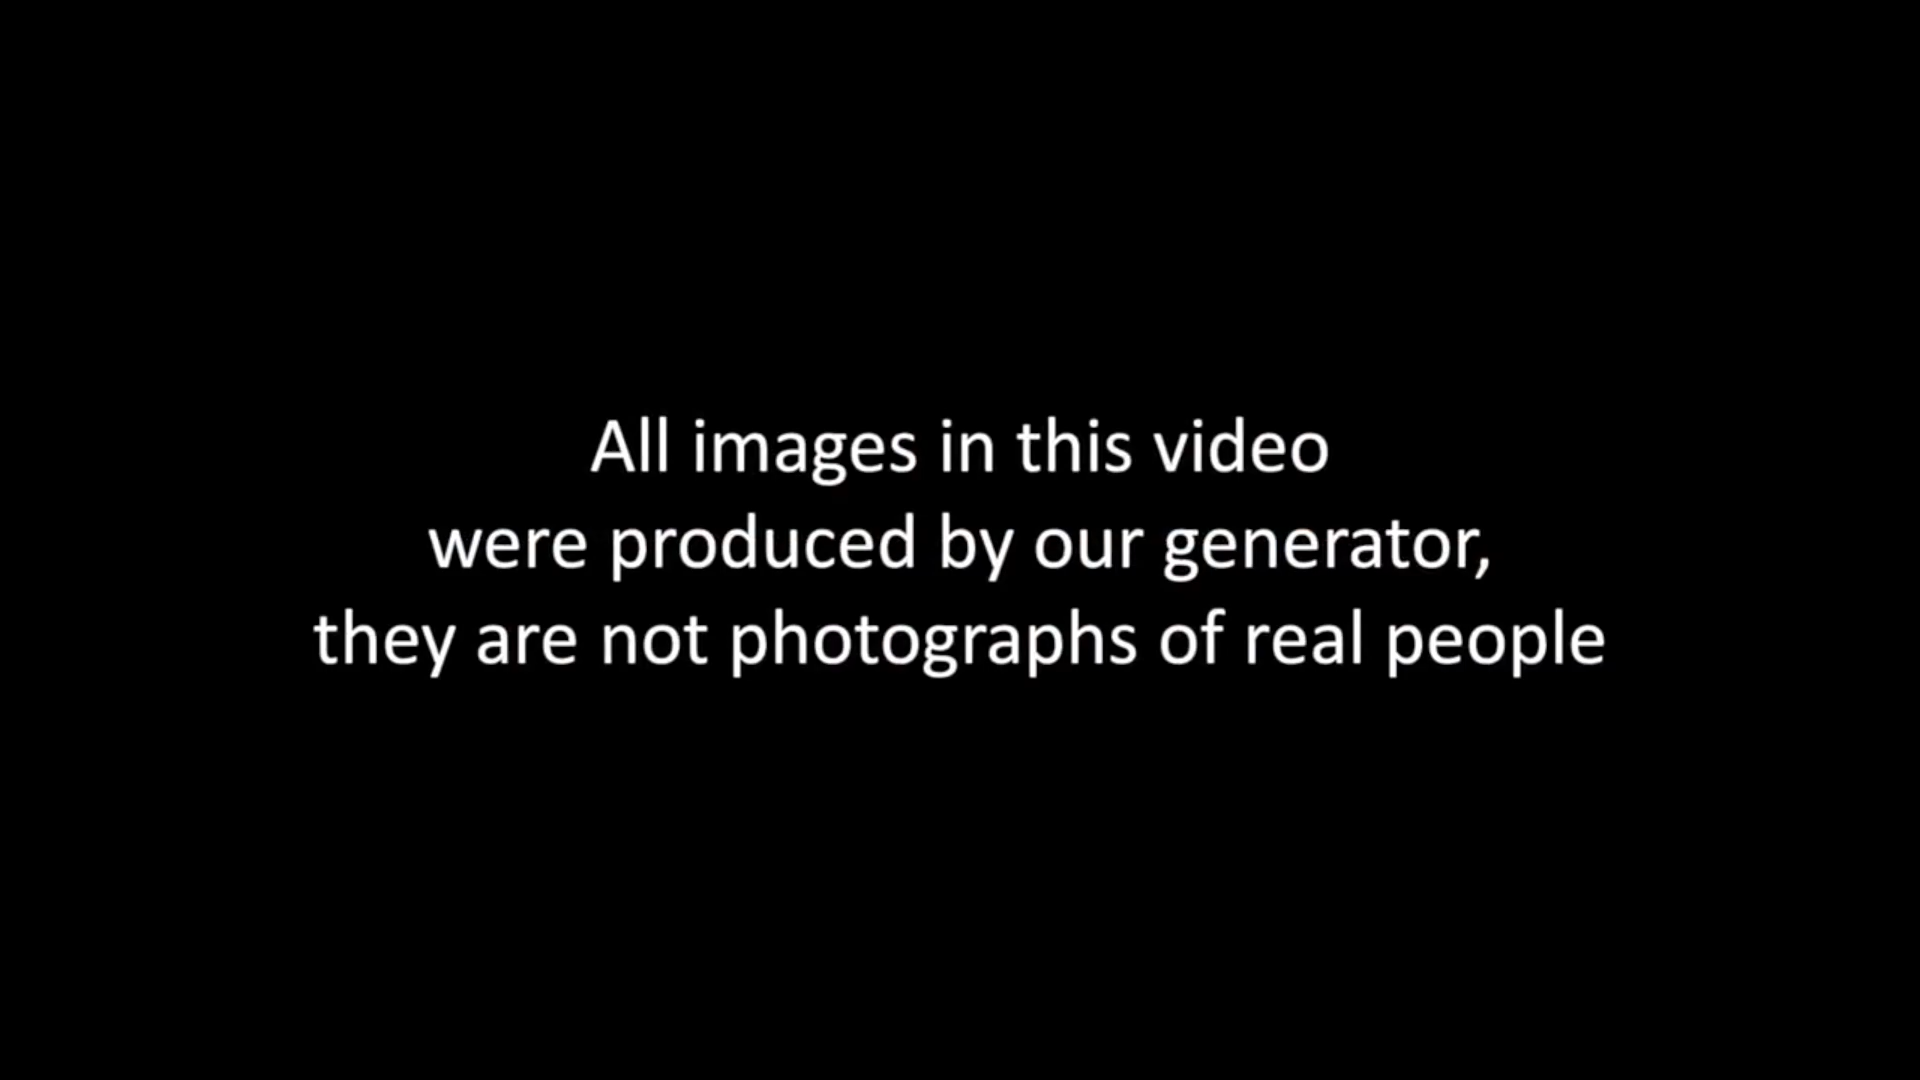 All images in this video
were produced by our generator,
they are not photographs of real people